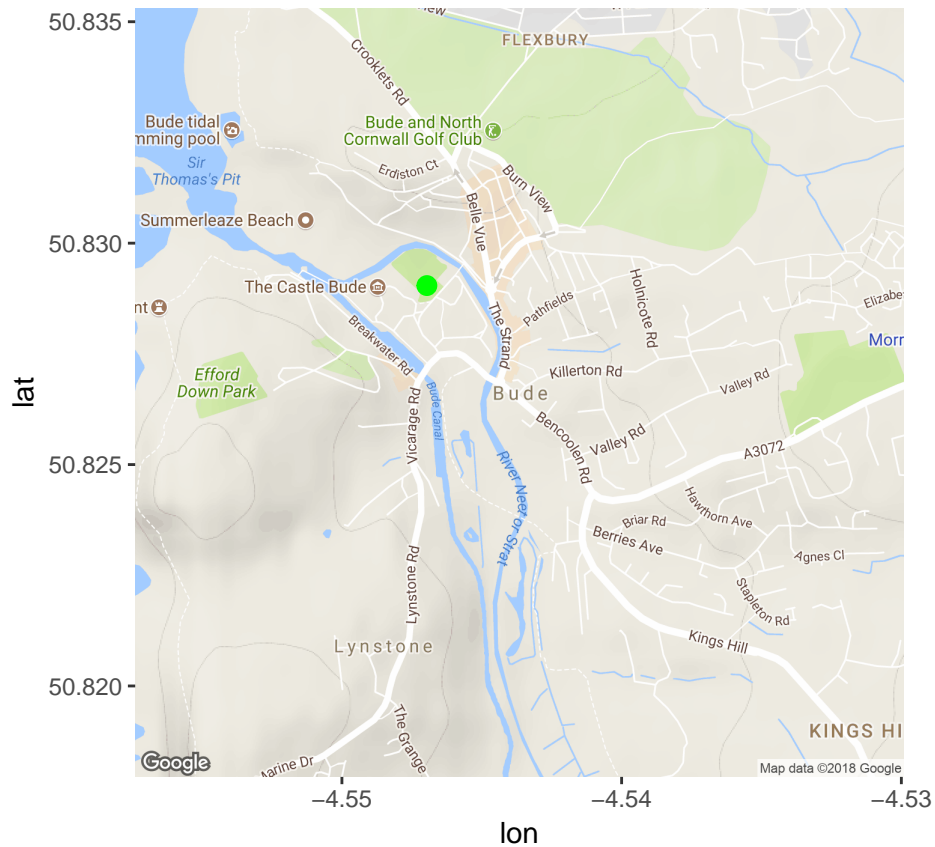 50.835
50.830
50.825
50.820
lat
−4.55
−4.54
−4.53
lon
FLEXBURY
Crooklets Rd
Bude tidal
mming pool
Bude and North
Cornwall Golf Club
Sir
Thomas's Pit
Erdiston Ct
Burn View
Belle Vue
Summerleaze Beach
The Castle Bude
nt
Breakwater Rd
The Strand
Pathfields
Holnicote Rd
Elizabe
Morr
Efford
Down Park
Killerton Rd
Valley Rd
Bude
Bude Canal
Vicarage Rd
Bencoolen Rd
Valley Rd
A3072
River Neet or Strat
Hawthorn Ave
Briar Rd
Berries Ave
Agnes Cl
Stapleton Rd
Lynstone Rd
Lynstone
Kings Hill
The Grange
KINGS HI
Marine Dr
Google
Map data ©2018 Google